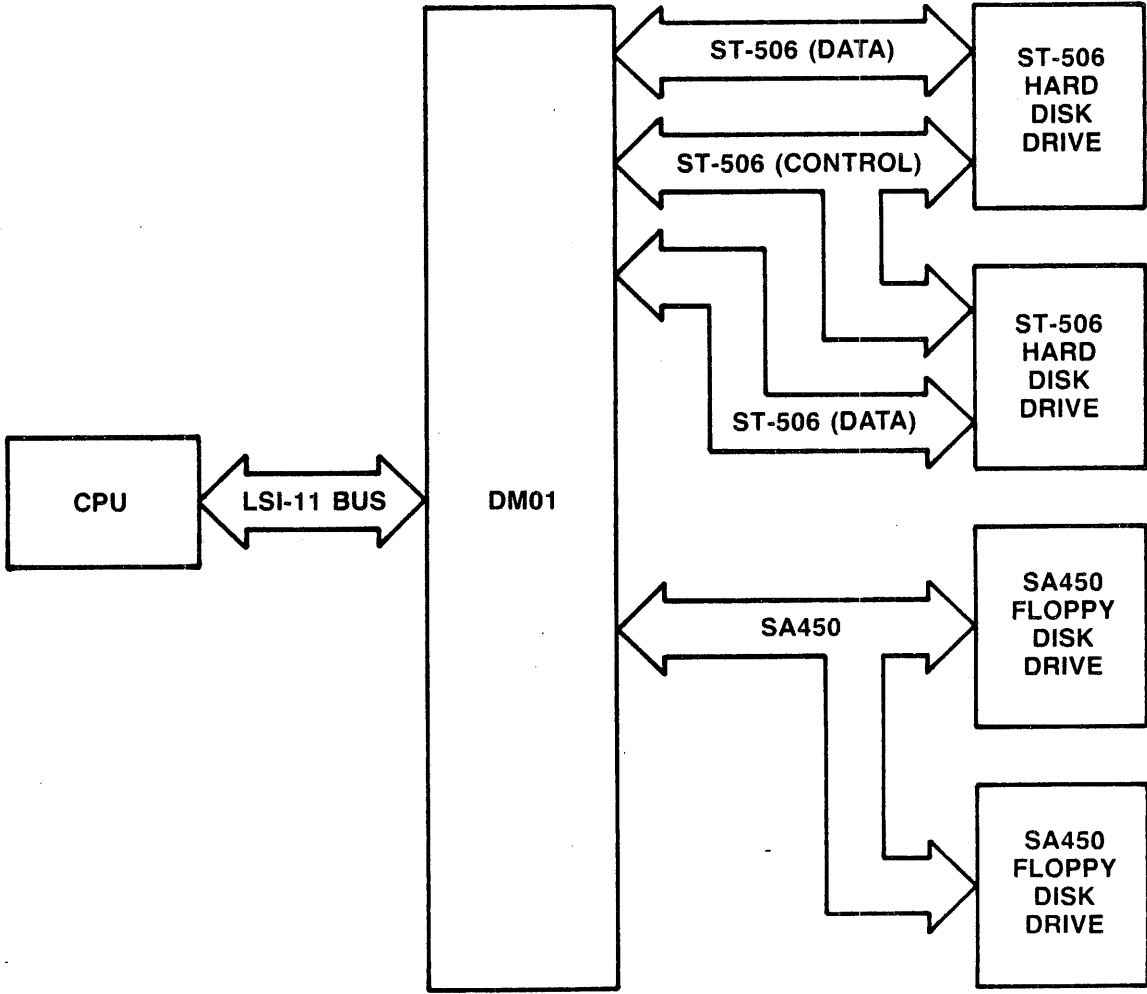 ST-506 (DATA)
ST-506
HARD
DISK
DRIVE
ST-506 (CONTROL)
ST-506
HARD
DISK
DRIVE
ST-506 (DATA)
CPU
LSI-11 BUS
DM01
SA450
FLOPPY
DISK
DRIVE
SA450
SA450
FLOPPY
DISK
DRIVE